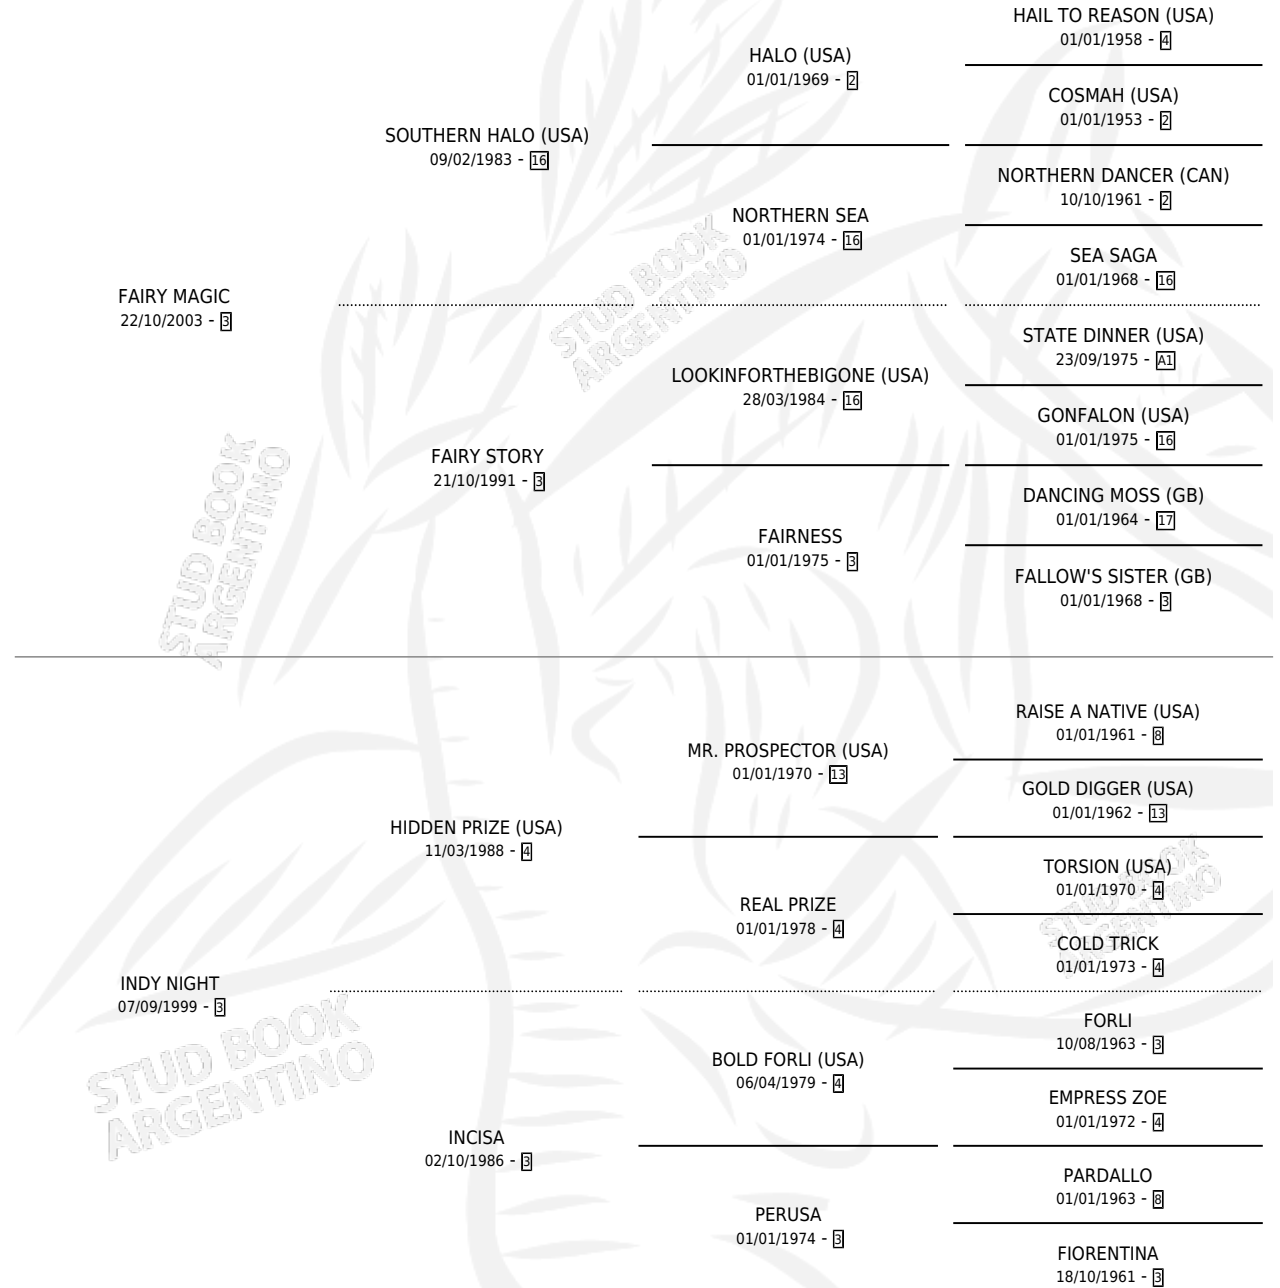 HAIL TO REASON (USA)
01/01/1958 - 4
HALO (USA)
01/01/1969 - 2
COSMAH (USA)
01/01/1953 - 2
SOUTHERN HALO (USA)
09/02/1983 - 16
NORTHERN DANCER (CAN)
10/10/1961 - 2
NORTHERN SEA
01/01/1974 - 16
SEA SAGA
01/01/1968 - 16
FAIRY MAGIC
22/10/2003 - 3
STUD BOOK
ARGENTINO
STATE DINNER (USA)
23/09/1975 - A1
LOOKINFORTHEBIGONE (USA)
28/03/1984 - 16
GONFALON (USA)
01/01/1975 - 16
FAIRY STORY
21/10/1991 - 3
DANCING MOSS (GB)
01/01/1964 - 17
FAIRNESS
01/01/1975 - 3
FALLOW'S SISTER (GB)
01/01/1968 - 3
STUD BOOK
ARGENTINO
RAISE A NATIVE (USA)
01/01/1961 - 8
MR. PROSPECTOR (USA)
01/01/1970 - 13
GOLD DIGGER (USA)
01/01/1962 - 13
HIDDEN PRIZE (USA)
11/03/1988 - 4
TORSION (USA)
01/01/1970 - 4
REAL PRIZE
01/01/1978 - 4
COLD TRICK
01/01/1973 - 4
STUD BOOK
ARGENTINO
INDY NIGHT
07/09/1999 - 3
STUD BOOK
ARGENTINO
FORLI
10/08/1963 - 3
BOLD FORLI (USA)
06/04/1979 - 4
EMPRESS ZOE
01/01/1972 - 4
INCISA
02/10/1986 - 3
PARDALLO
01/01/1963 - 8
PERUSA
01/01/1974 - 3
FIORENTINA
18/10/1961 - 3